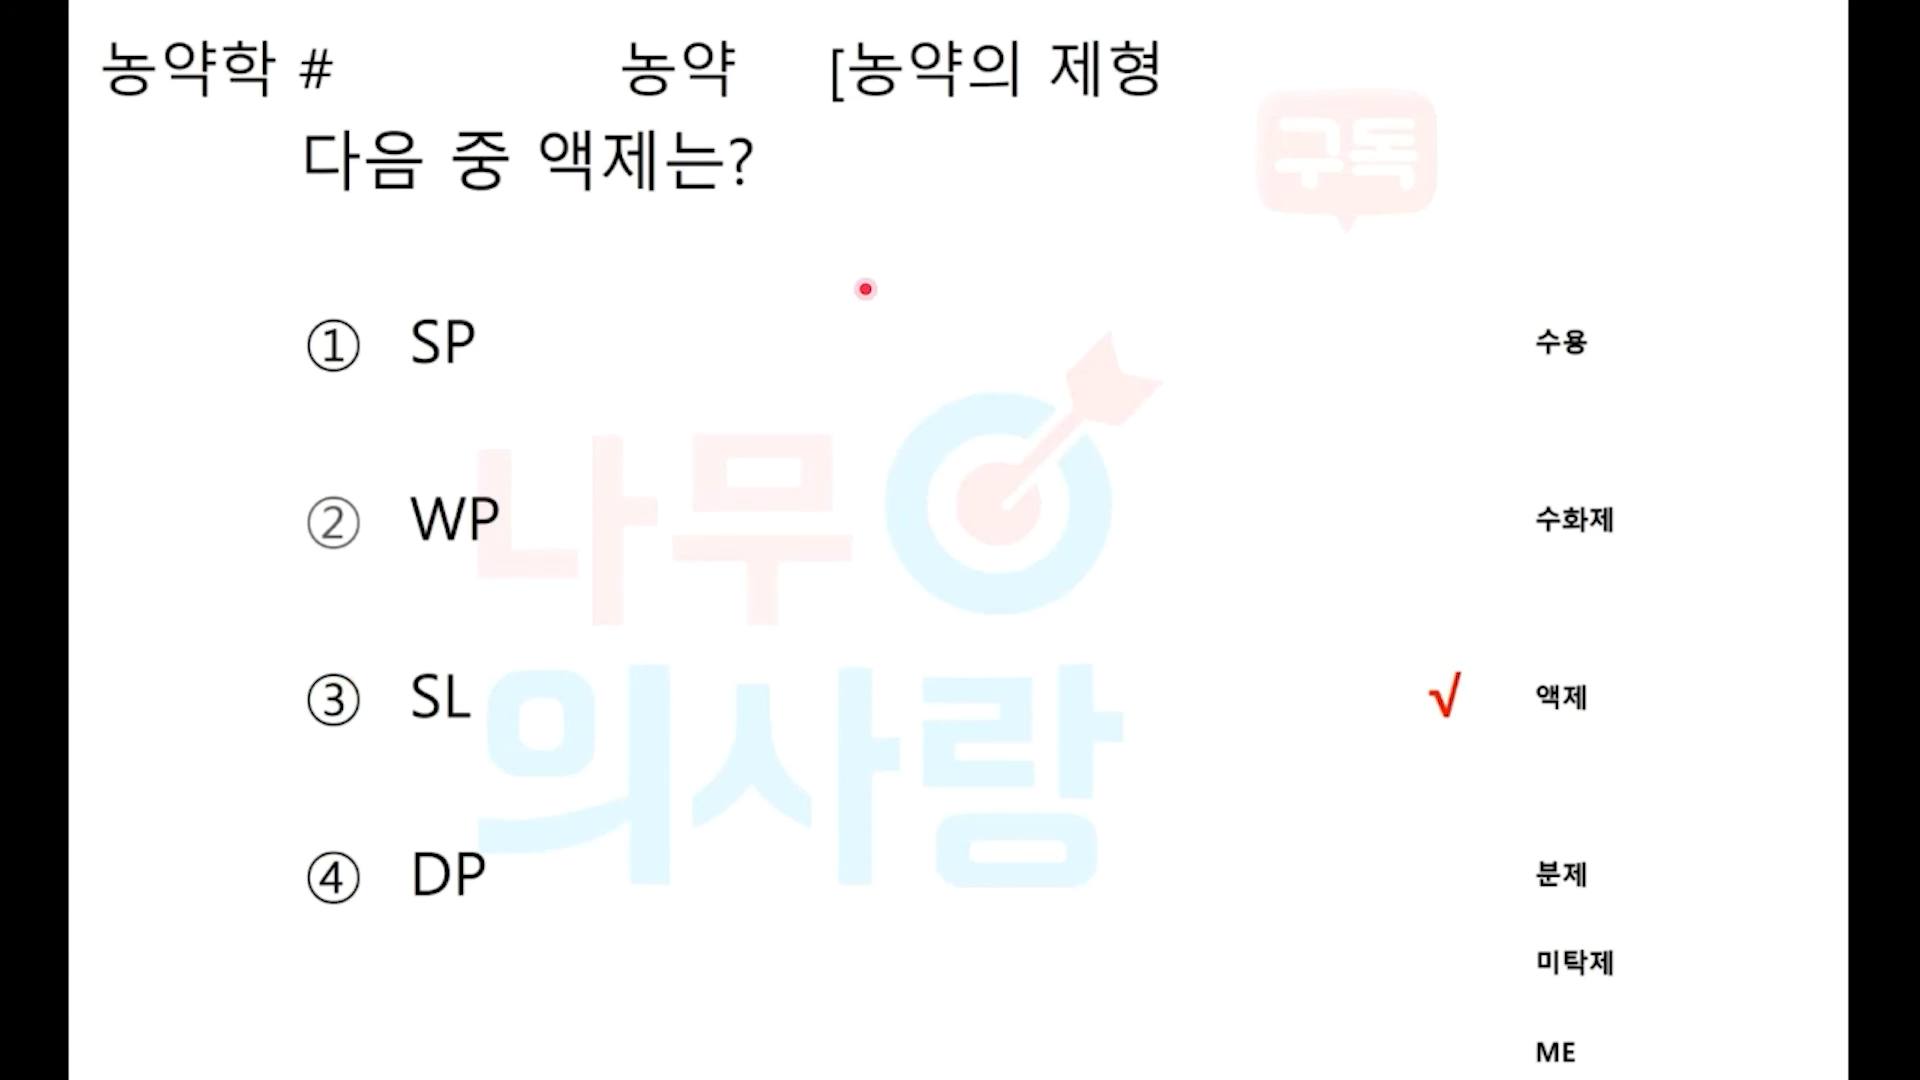 농약학 # 농약 [농약의 제형
다음 중 액제는?
구독
① SP 수용
② WP 수화제
③ SL √ 액제
④ DP 분제
미탁제
ME
나무
의사랑